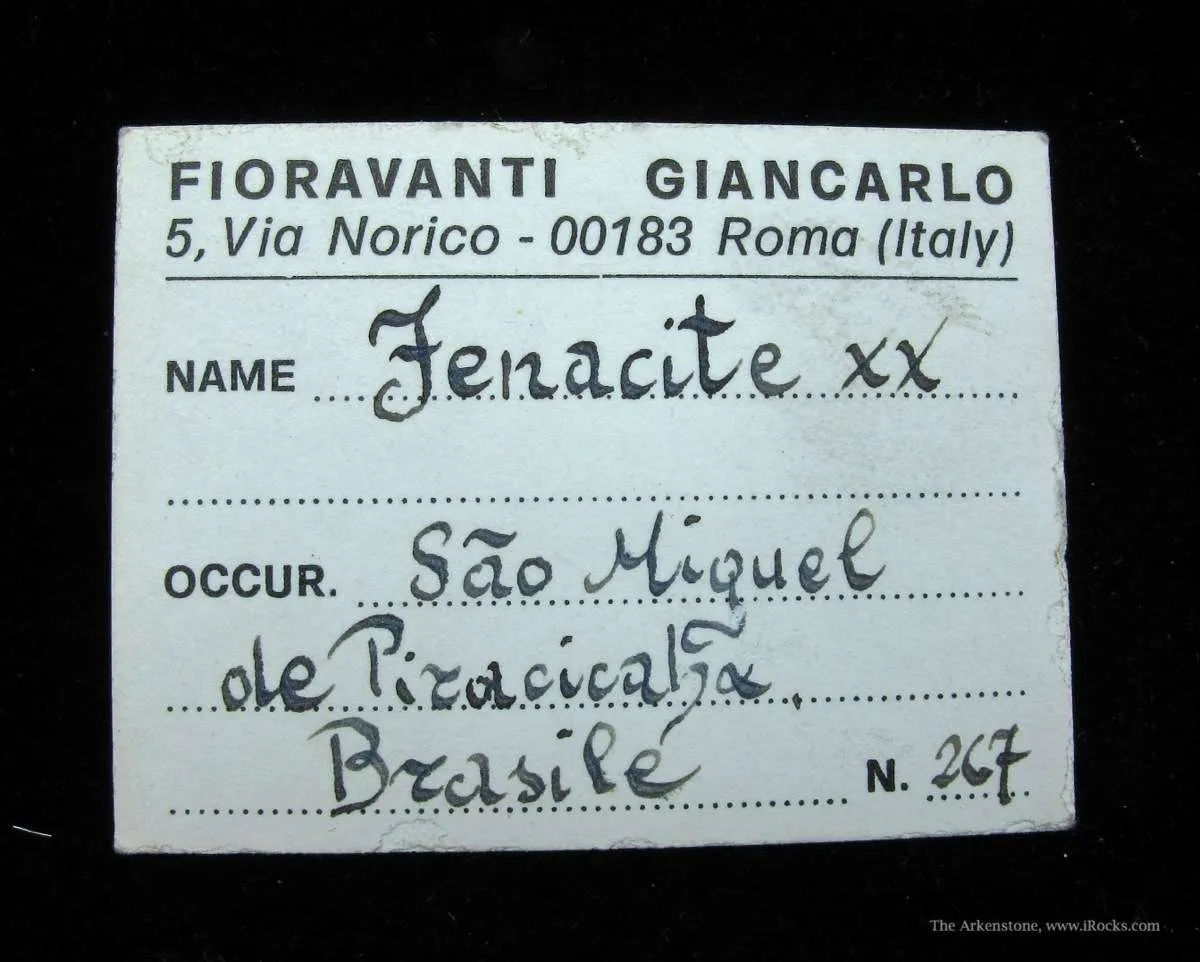 FIORAVANTI GIANCARLO
5, Via Norico - 00183 Roma (Italy)
NAME Fenacite xx
OCCUR. São Miquel
de Piracicaba
Brasile
N. 267
The Arkenstone, www.iRocks.com